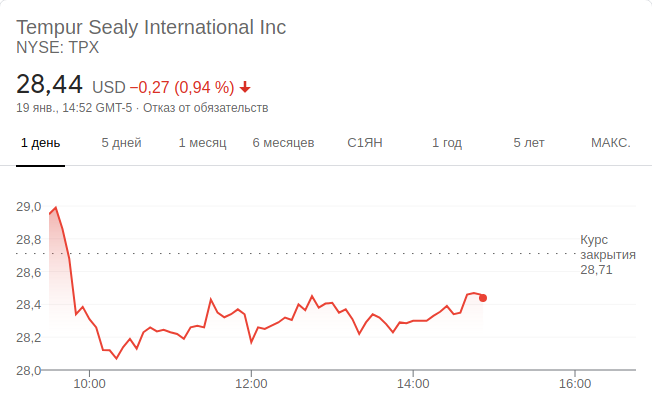 Tempur Sealy International Inc
NYSE: TPX
28,44 USD −0,27 (0,94 %)
19 янв., 14:52 GMT-5 · Отказ от обязательств
1 день 5 дней 1 месяц 6 месяцев С1ЯН 1 год 5 лет МАКС.
29,0
28,8
28,6
28,4
28,2
28,0
Курс
закрытия
28,71
10:00 12:00 14:00 16:00